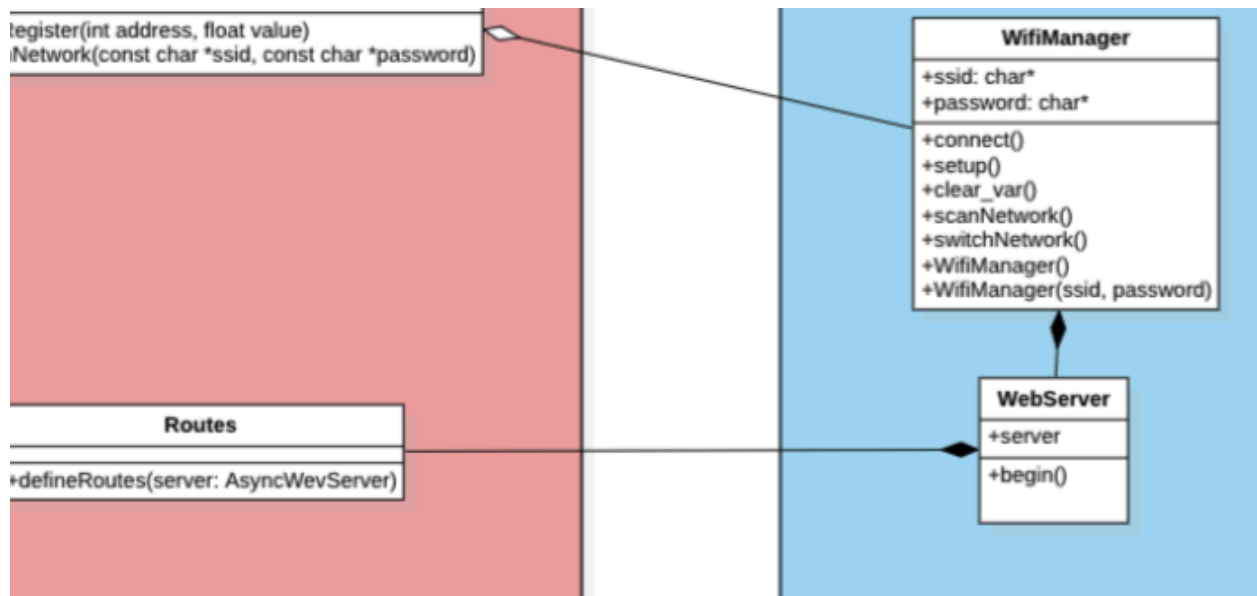 Register(int address, float value)
Network(const char *ssid, const char *password)
WifiManager
+ssid: char*
+password: char*
+connect()
+setup()
+clear_var()
+scanNetwork()
+switchNetwork()
+WifiManager()
+WifiManager(ssid, password)
Routes
+defineRoutes(server: AsyncWevServer)
WebServer
+server
+begin()